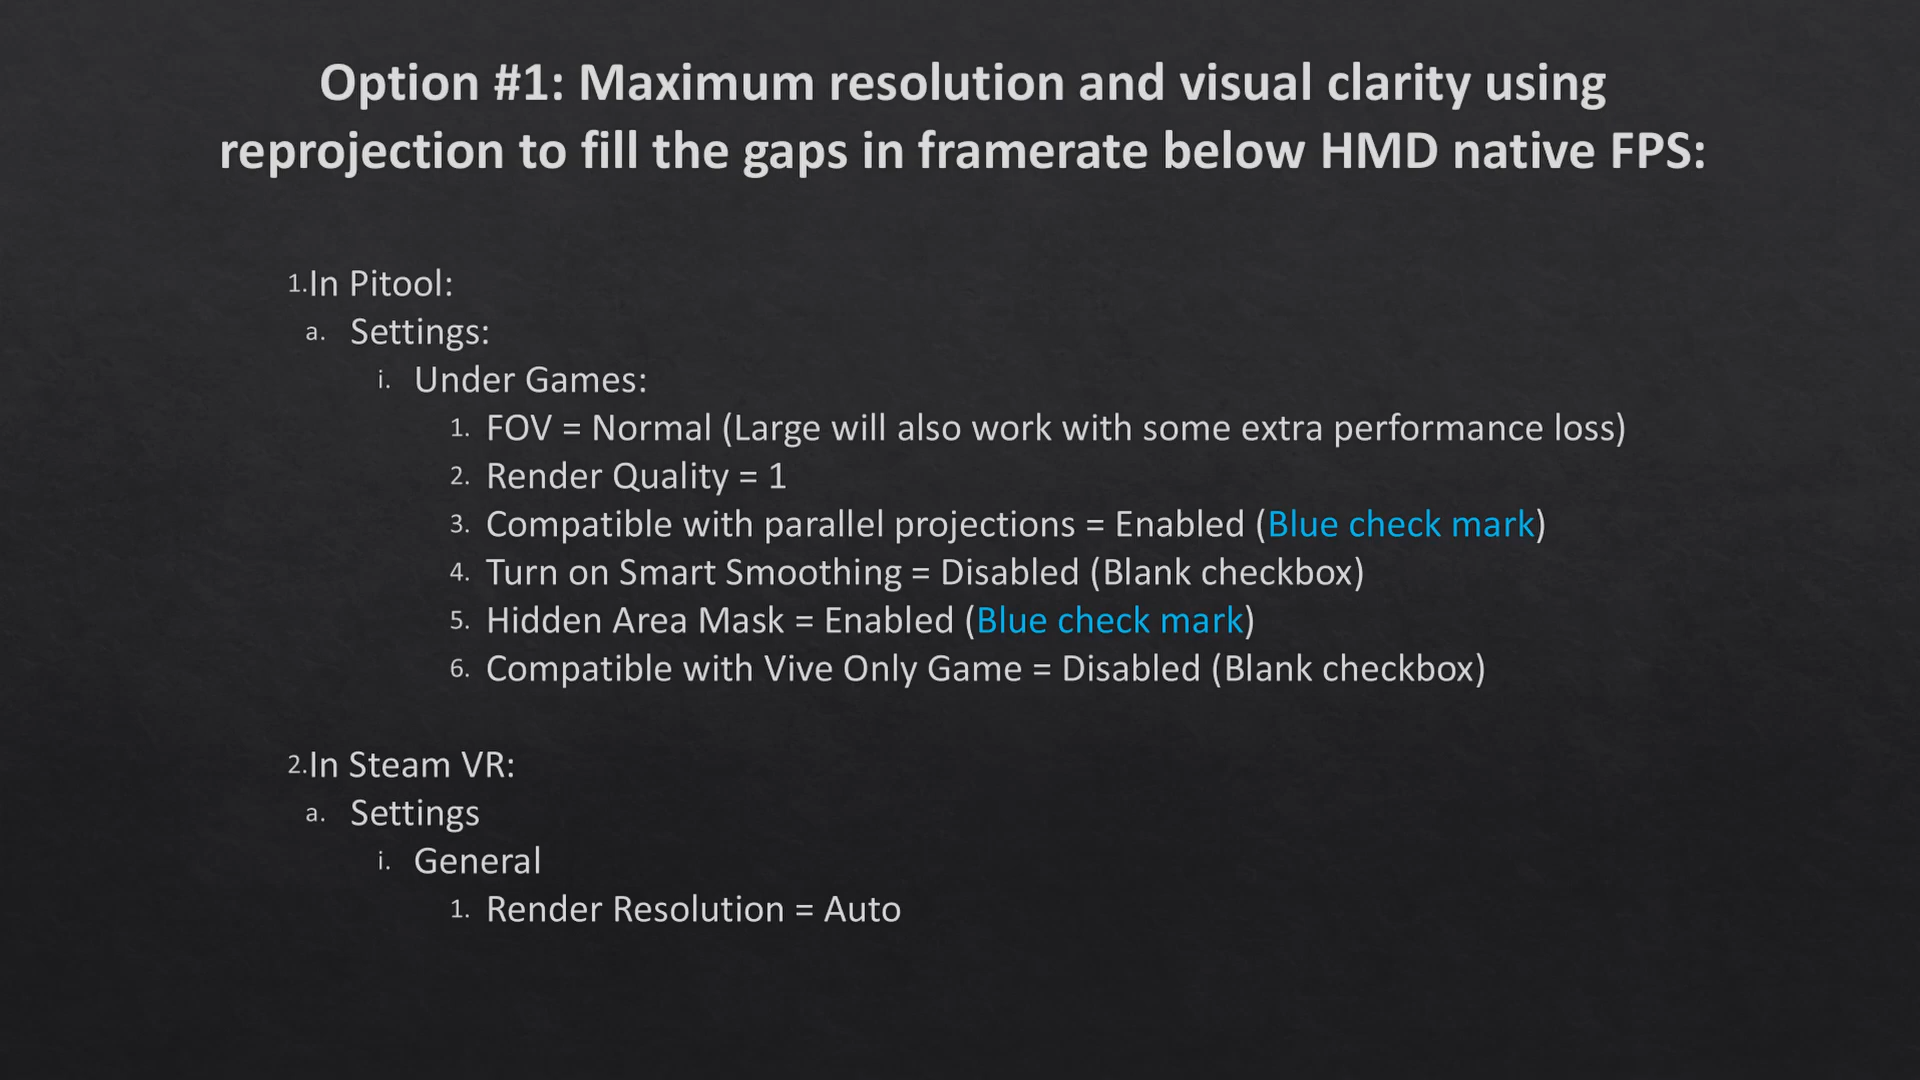 Option #1: Maximum resolution and visual clarity using
reprojection to fill the gaps in framerate below HMD native FPS:
1. In Pitool:
a. Settings:
i. Under Games:
1. FOV = Normal (Large will also work with some extra performance loss)
2. Render Quality = 1
3. Compatible with parallel projections = Enabled (Blue check mark)
4. Turn on Smart Smoothing = Disabled (Blank checkbox)
5. Hidden Area Mask = Enabled (Blue check mark)
6. Compatible with Vive Only Game = Disabled (Blank checkbox)
2. In Steam VR:
a. Settings
i. General
1. Render Resolution = Auto